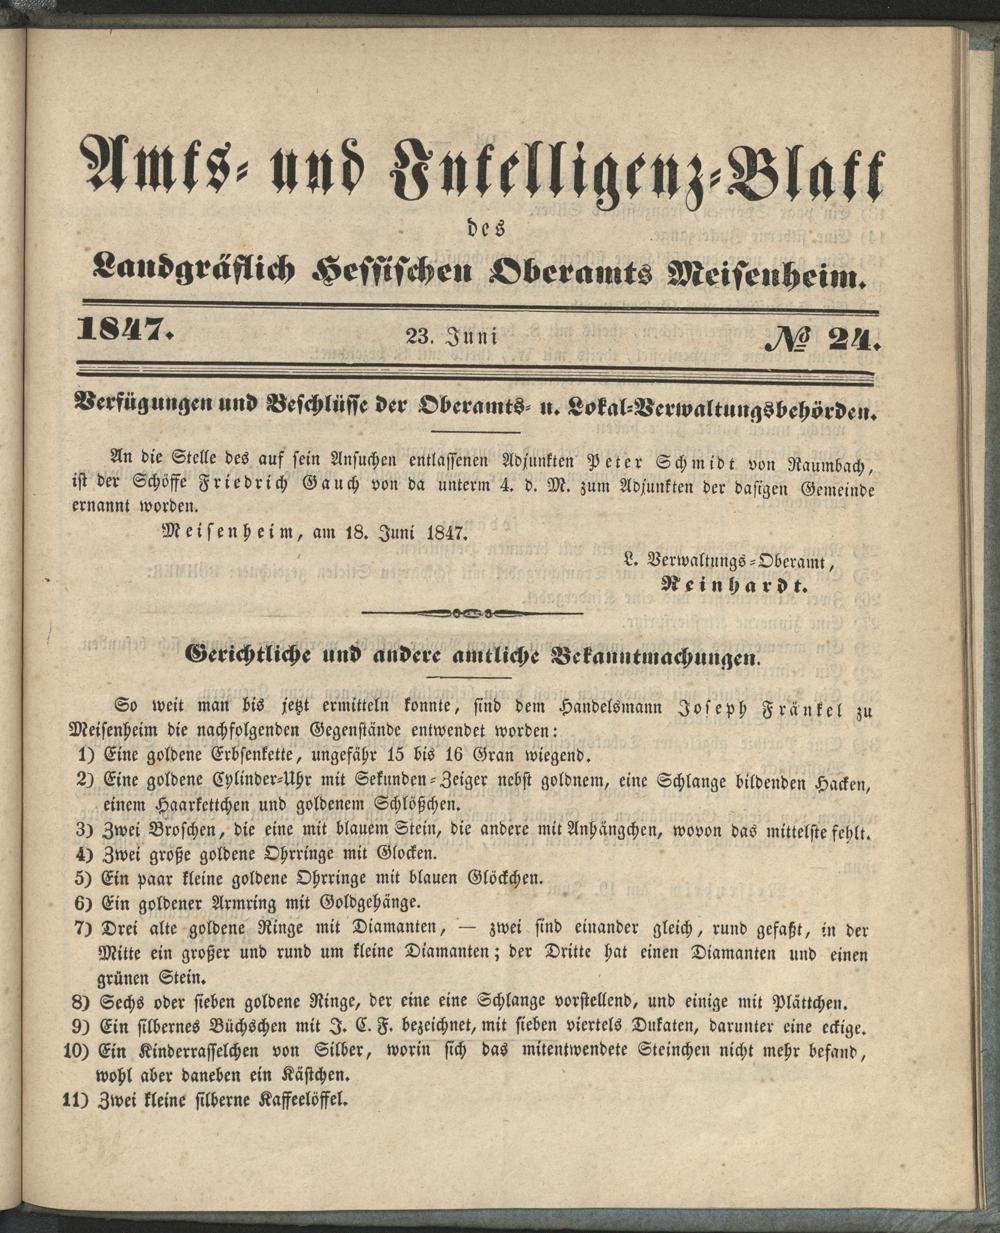 Amts- und Intelligenz-Blatt
des
Landgräflich Hessischen Oberamts Meisenheim.
1847. 23. Juni № 24.
Verfügungen und Beschlüsse der Oberamts- u. Lokal-Verwaltungsbehörden.
An die Stelle des auf sein Ansuchen entlassenen Adjunkten Peter Schmidt von Raumbach,
ist der Schöffe Friedrich Gauch von da unterm 4. d. M. zum Adjunkten der dasigen Gemeinde
ernannt worden.
Meisenheim, am 18. Juni 1847.
L. Verwaltungs-Oberamt,
Reinhardt.
Gerichtliche und andere amtliche Bekanntmachungen.
So weit man bis jetzt ermitteln konnte, sind dem Handelsmann Joseph Fränkel zu
Meisenheim die nachfolgenden Gegenstände entwendet worden:
1) Eine goldene Erbsenkette, ungefähr 15 bis 16 Gran wiegend.
2) Eine goldene Cylinder-Uhr mit Sekunden-Zeiger nebst goldnem, eine Schlange bildenden Hacken,
einem Haarkettchen und goldenem Schlößchen.
3) Zwei Broschen, die eine mit blauem Stein, die andere mit Anhängchen, wovon das mittelste fehlt.
4) Zwei große goldene Ohrringe mit Glocken.
5) Ein paar kleine goldene Ohrringe mit blauen Glöckchen.
6) Ein goldener Armring mit Goldgehänge.
7) Drei alte goldene Ringe mit Diamanten, — zwei sind einander gleich, rund gefaßt, in der
Mitte ein großer und rund um kleine Diamanten; der Dritte hat einen Diamanten und einen
grünen Stein.
8) Sechs oder sieben goldene Ringe, der eine eine Schlange vorstellend, und einige mit Plättchen.
9) Ein silbernes Büchschen mit J. C. F. bezeichnet, mit sieben viertels Dukaten, darunter eine eckige.
10) Ein Kinderrasselchen von Silber, worin sich das mitentwendete Steinchen nicht mehr befand,
wohl aber daneben ein Kästchen.
11) Zwei kleine silberne Kaffeelöffel.